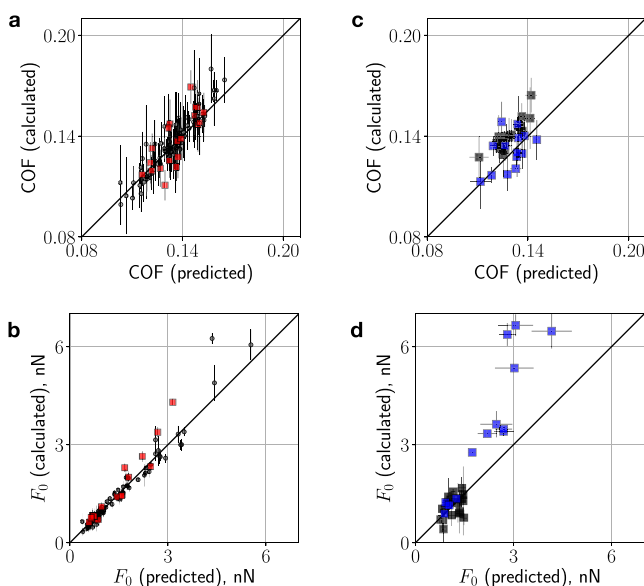 a
COF (calculated)
0.20
0.14
0.08
0.08 0.14 0.20
COF (predicted)
c
COF (calculated)
0.20
0.14
0.08
0.08 0.14 0.20
COF (predicted)
b
F₀ (calculated), nN
6
3
0
0 3 6
F₀ (predicted), nN
d
F₀ (calculated), nN
6
3
0
0 3 6
F₀ (predicted), nN